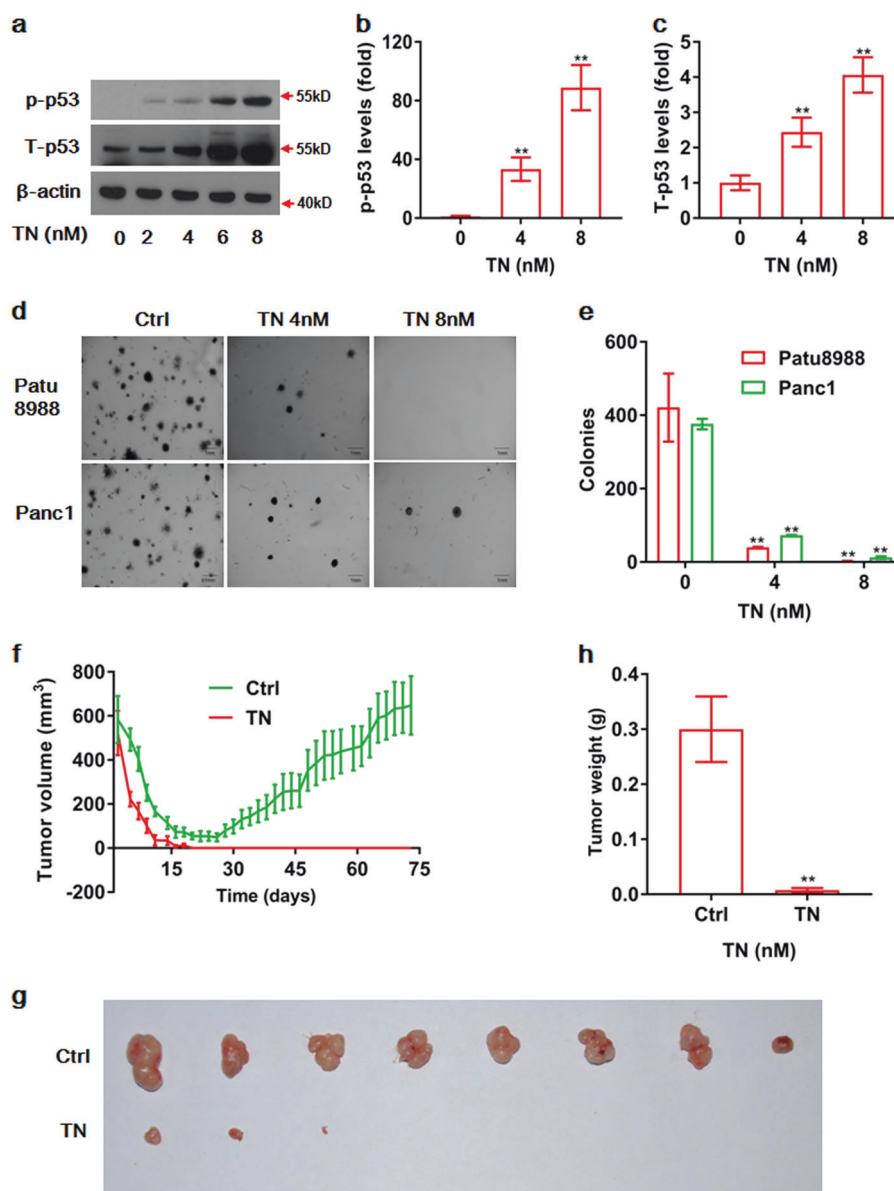 a
p-p53
55kD
T-p53
55kD
β-actin
40kD
TN (nM) 0 2 4 6 8
b
p-p53 levels (fold)
120
80
40
0
**
**
0 4 8
TN (nM)
c
T-p53 levels (fold)
5
4
3
2
1
0
**
**
0 4 8
TN (nM)
d
Ctrl TN 4nM TN 8nM
Patu
8988
Panc1
e
Colonies
600
400
200
0
Patu8988
Panc1
**
**
**
**
0 4 8
TN (nM)
f
Tumor volume (mm³)
800
600
400
200
0
-200
Ctrl
TN
15 30 45 60 75
Time (days)
h
Tumor weight (g)
0.4
0.3
0.2
0.1
0.0
**
Ctrl TN
TN (nM)
g
Ctrl
TN